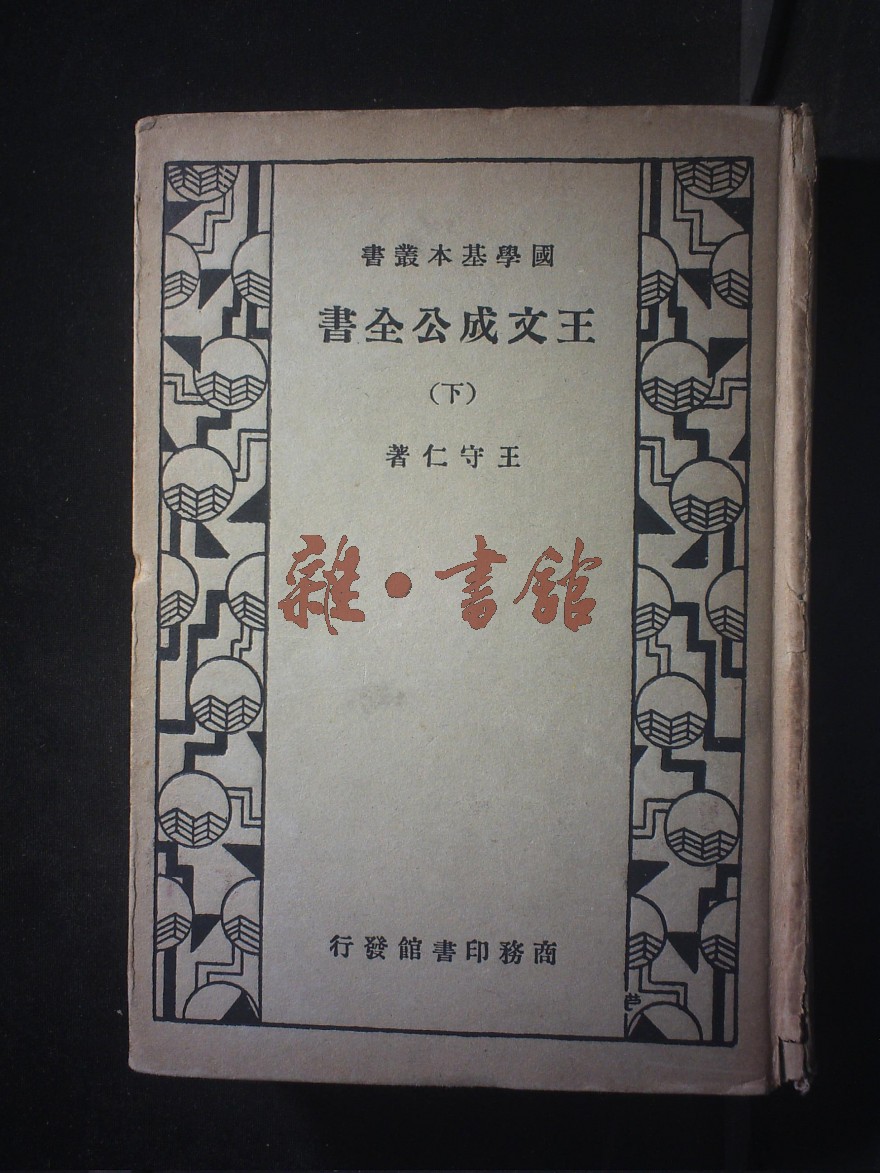 國學基本叢書
王文成公全書
（下）
王守仁著
雜·書館
商務印書館發行